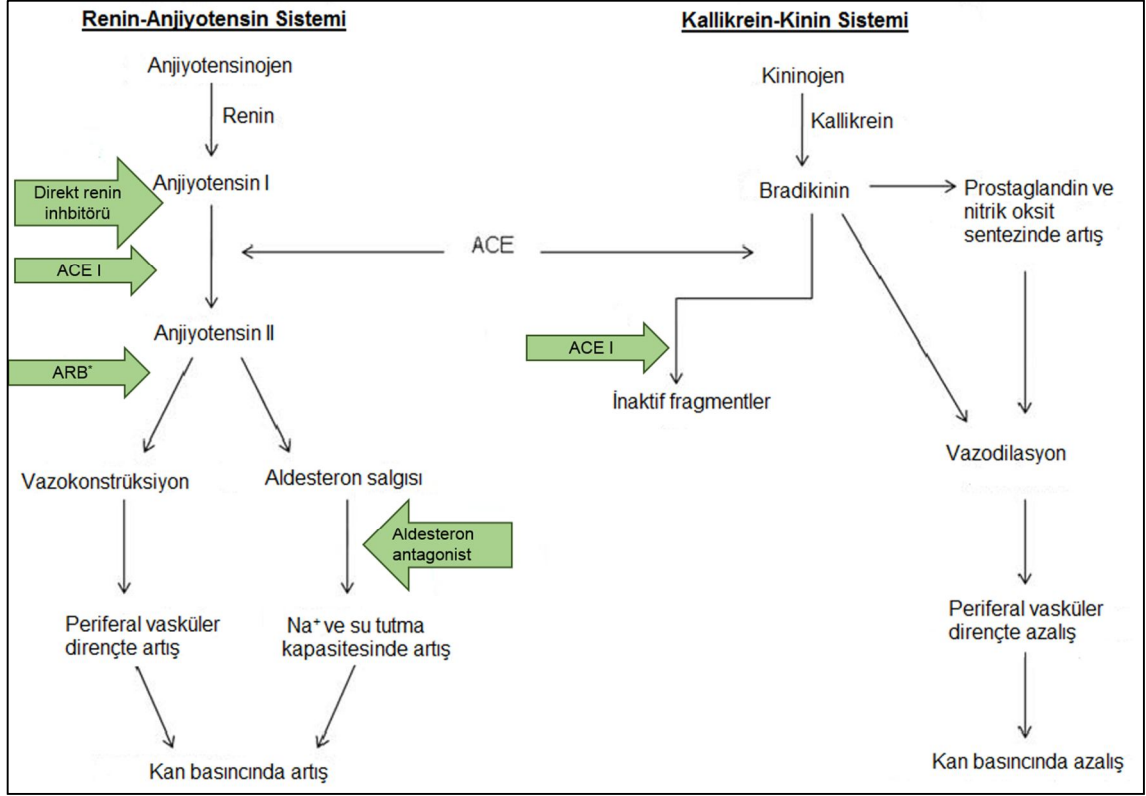 Renin-Anjiyotensin Sistemi
Anjiyotensinojen
Renin
Direkt renin
inhbitörü
Anjiyotensin I
ACE I
Anjiyotensin II
ARB*
Vazokonstrüksiyon
Aldesteron salgısı
Aldesteron
antagonist
Periferal vasküler
dirençte artış
Na⁺ ve su tutma
kapasitesinde artış
Kan basıncında artış
ACE
Kallikrein-Kinin Sistemi
Kininojen
Kallikrein
Bradikinin
Prostaglandin ve
nitrik oksit
sentezinde artış
ACE I
İnaktif fragmentler
Vazodilasyon
Periferal vasküler
dirençte azalış
Kan basıncında azalış